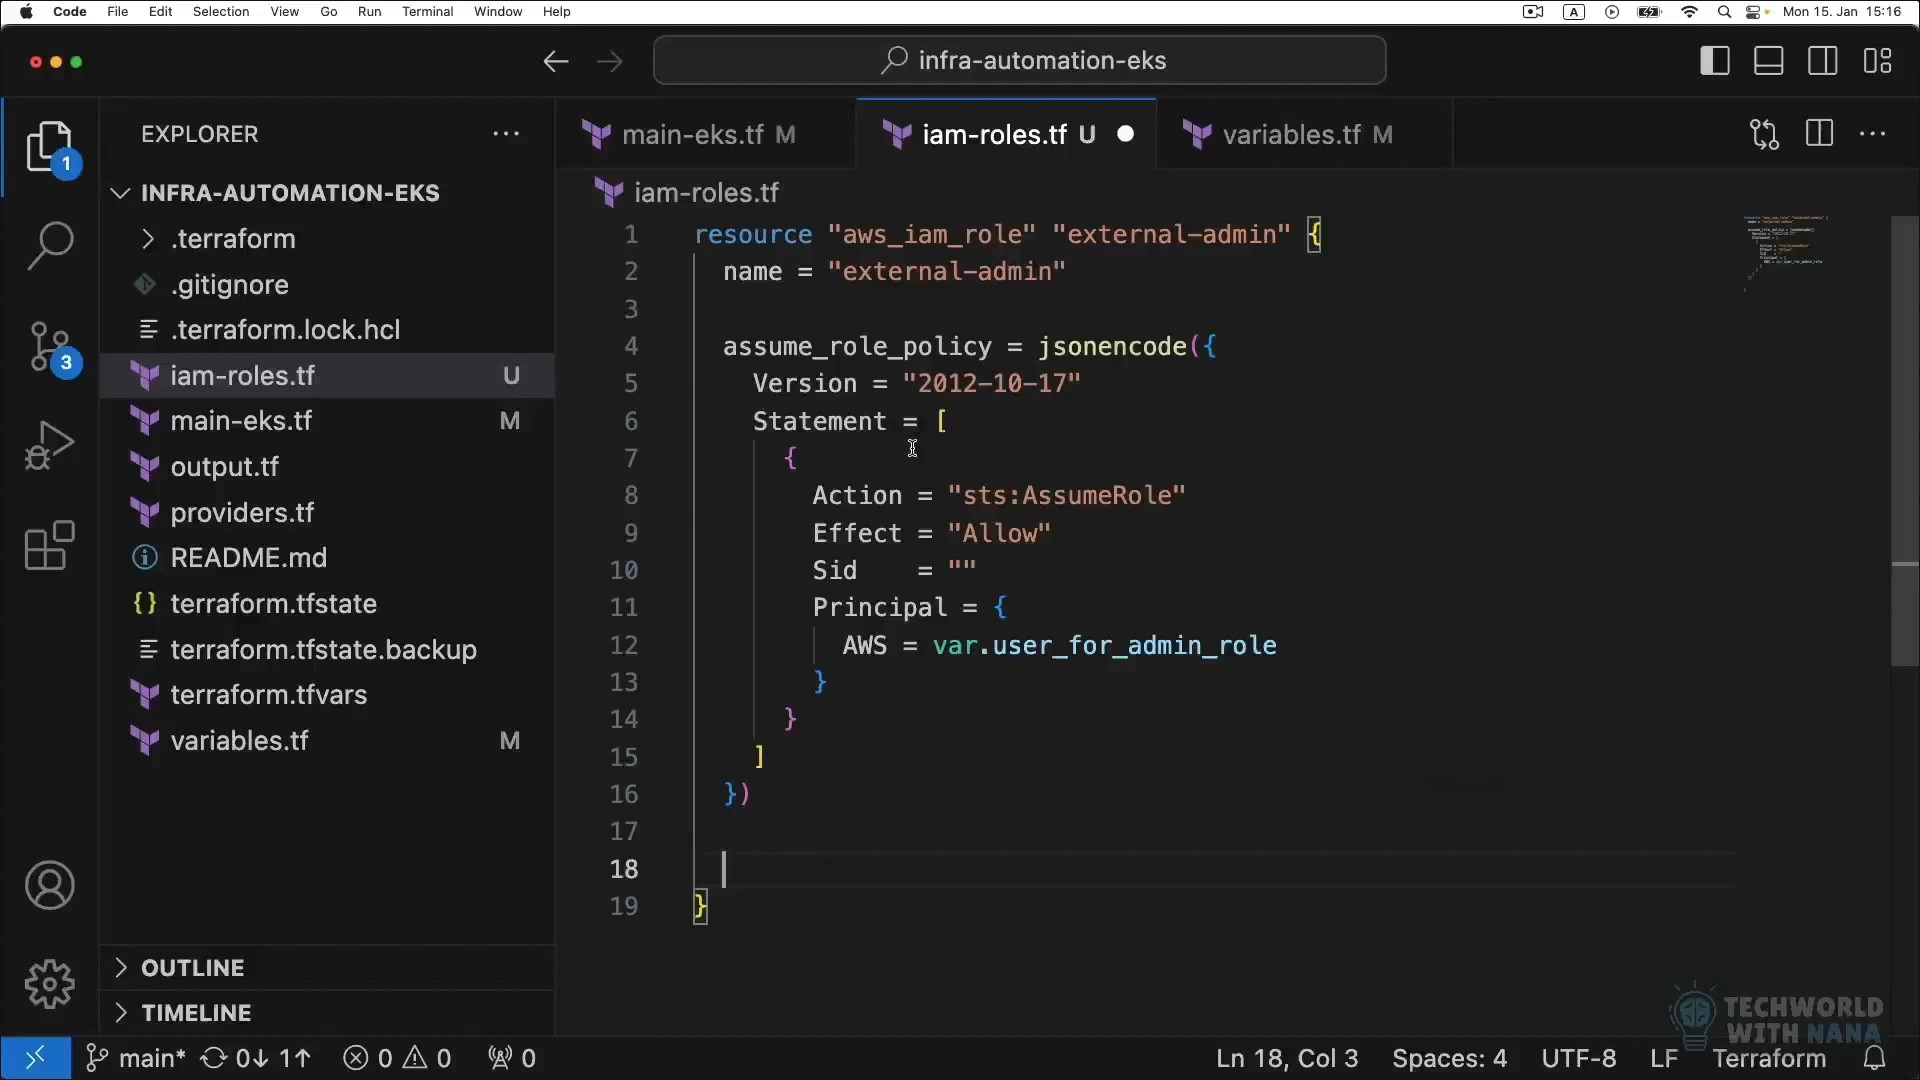 Code File Edit Selection View Go Run Terminal Window Help A Mon 15. Jan 15:16
infra-automation-eks
EXPLORER
1
INFRA-AUTOMATION-EKS
.terraform
.gitignore
.terraform.lock.hcl
3
iam-roles.tf U
main-eks.tf M
output.tf
providers.tf
README.md
terraform.tfstate
terraform.tfstate.backup
terraform.tfvars
variables.tf M
OUTLINE
TIMELINE
main-eks.tf M iam-roles.tf U variables.tf M
iam-roles.tf
1 resource "aws_iam_role" "external-admin" {
2 name = "external-admin"
3
4 assume_role_policy = jsonencode({
5 Version = "2012-10-17"
6 Statement = [
7 {
8 Action = "sts:AssumeRole"
9 Effect = "Allow"
10 Sid    = ""
11 Principal = {
12 AWS = var.user_for_admin_role
13 }
14 }
15 ]
16 })
17
18
19 }
TECHWORLD
WITH NANA
main* 0↓ 1↑ 0 0 0 Ln 18, Col 3 Spaces: 4 UTF-8 LF Terraform